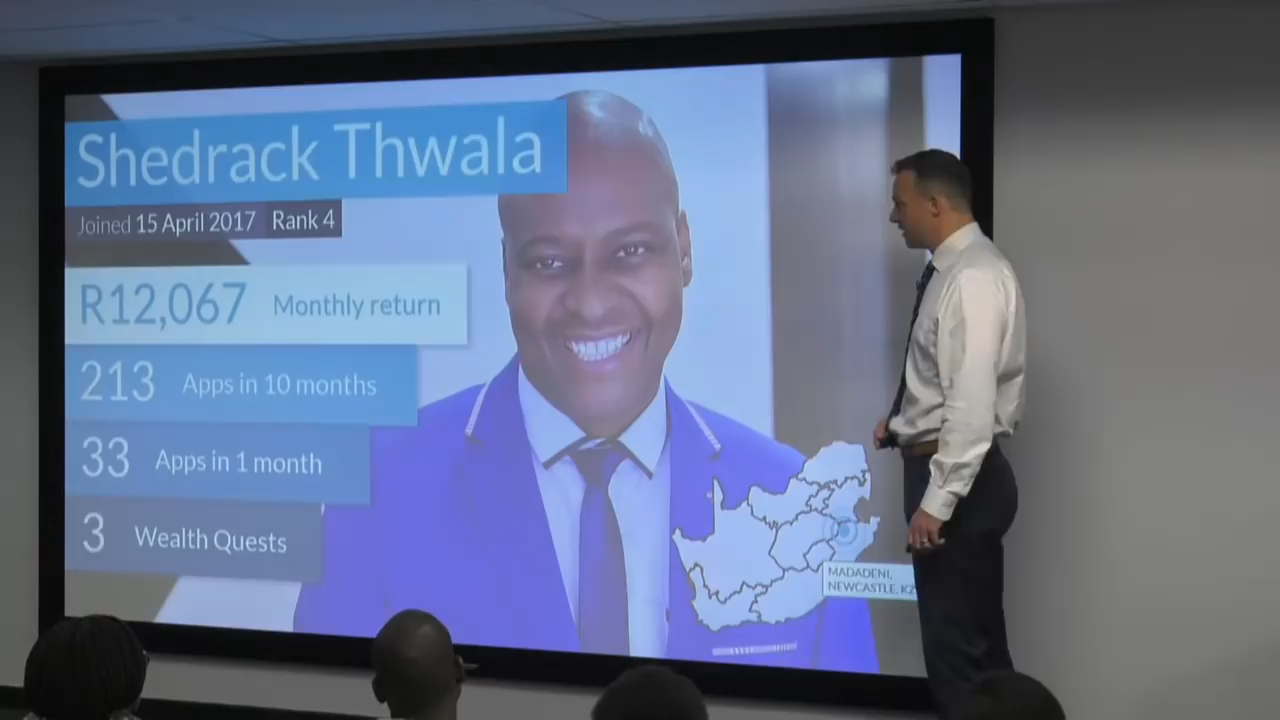 Shedrack Thwala
Joined 15 April 2017 Rank 4
R12,067 Monthly return
213 Apps in 10 months
33 Apps in 1 month
3 Wealth Quests
MADADENI,
NEWCASTLE, KZ